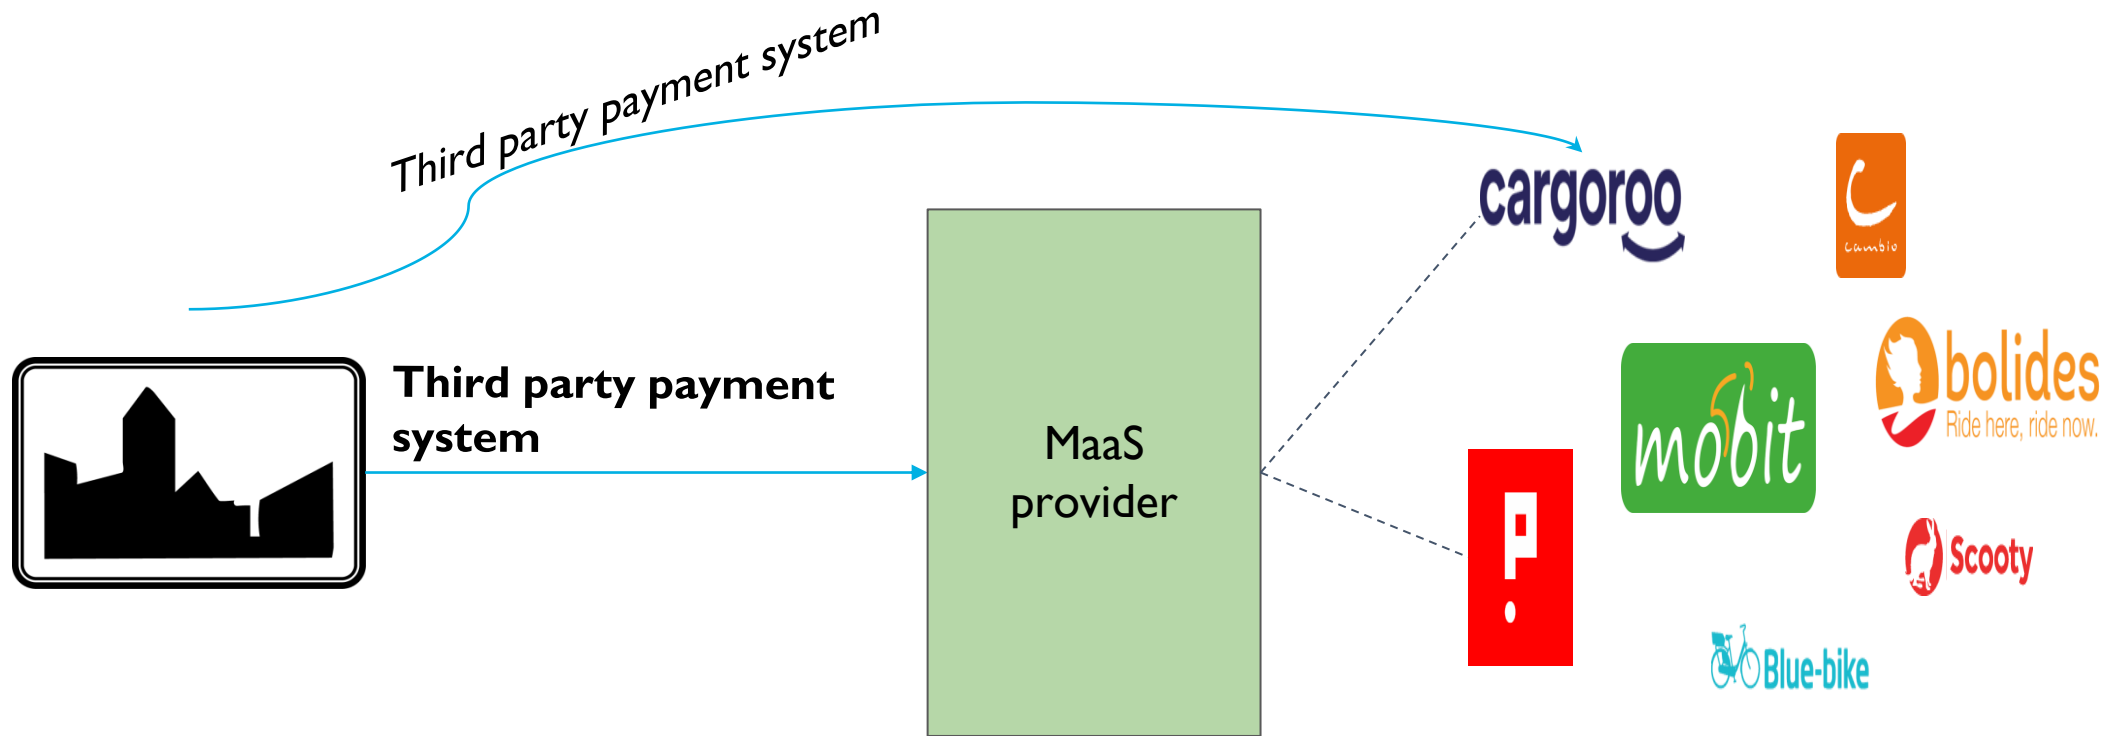 Third party payment system
Third party payment
system
MaaS
provider
cargoroo
cambio
mobit
bolides
Ride here, ride now.
P.
Scooty
Blue-bike